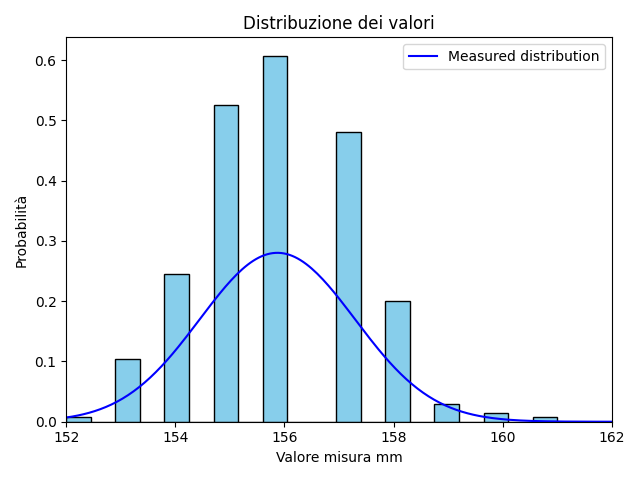 Distribuzione dei valori
Measured distribution
0.6
0.5
0.4
0.3
0.2
0.1
0.0
Probabilità
152 154 156 158 160 162
Valore misura mm